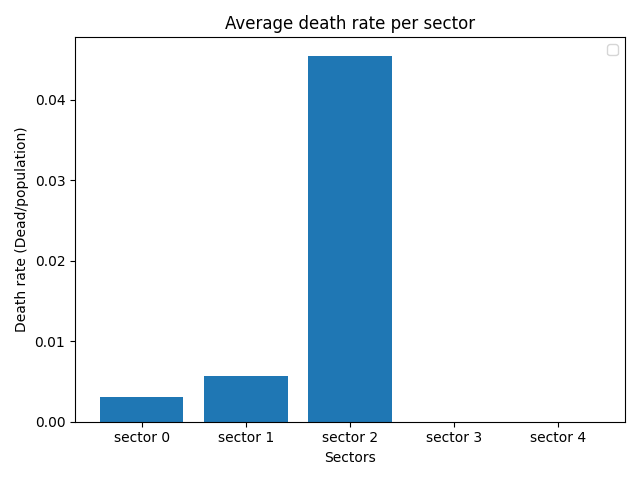 Average death rate per sector
Death rate (Dead/population)
0.04
0.03
0.02
0.01
0.00
sector 0 sector 1 sector 2 sector 3 sector 4
Sectors